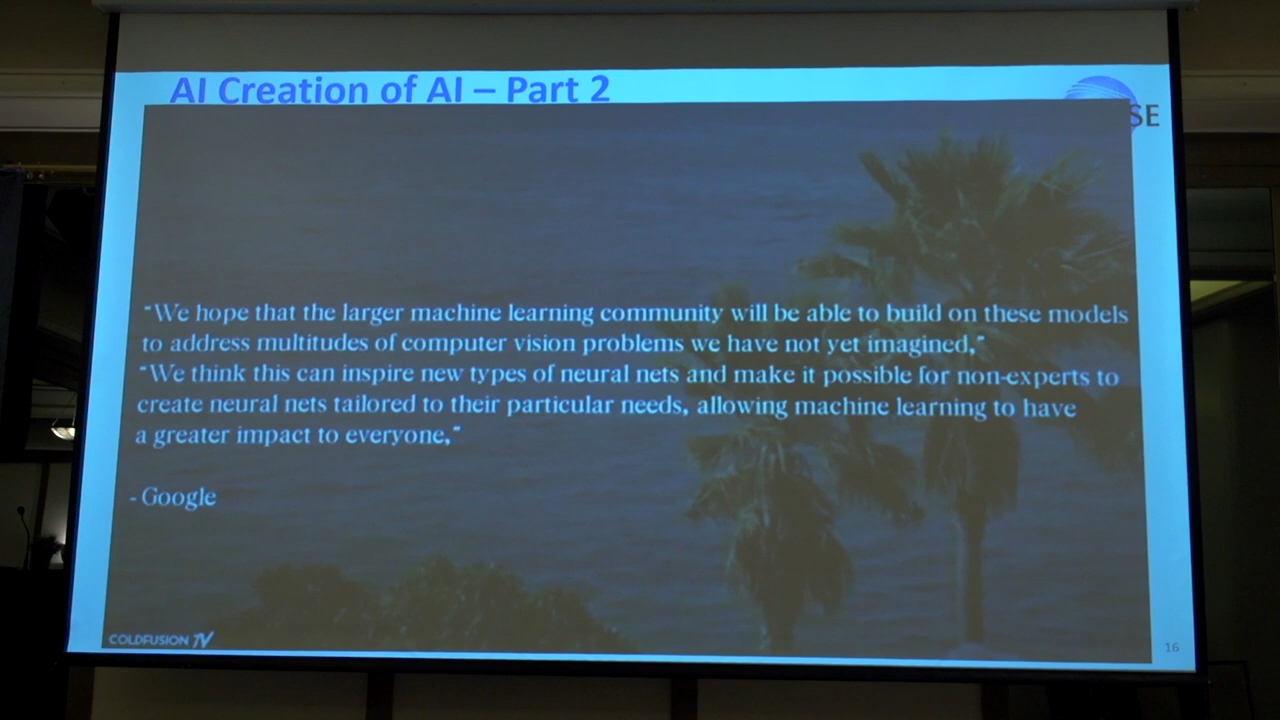 AI Creation of AI – Part 2
SE
"We hope that the larger machine learning community will be able to build on these models
to address multitudes of computer vision problems we have not yet imagined,"
"We think this can inspire new types of neural nets and make it possible for non-experts to
create neural nets tailored to their particular needs, allowing machine learning to have
a greater impact to everyone,"
- Google
COLDFUSION TV
16